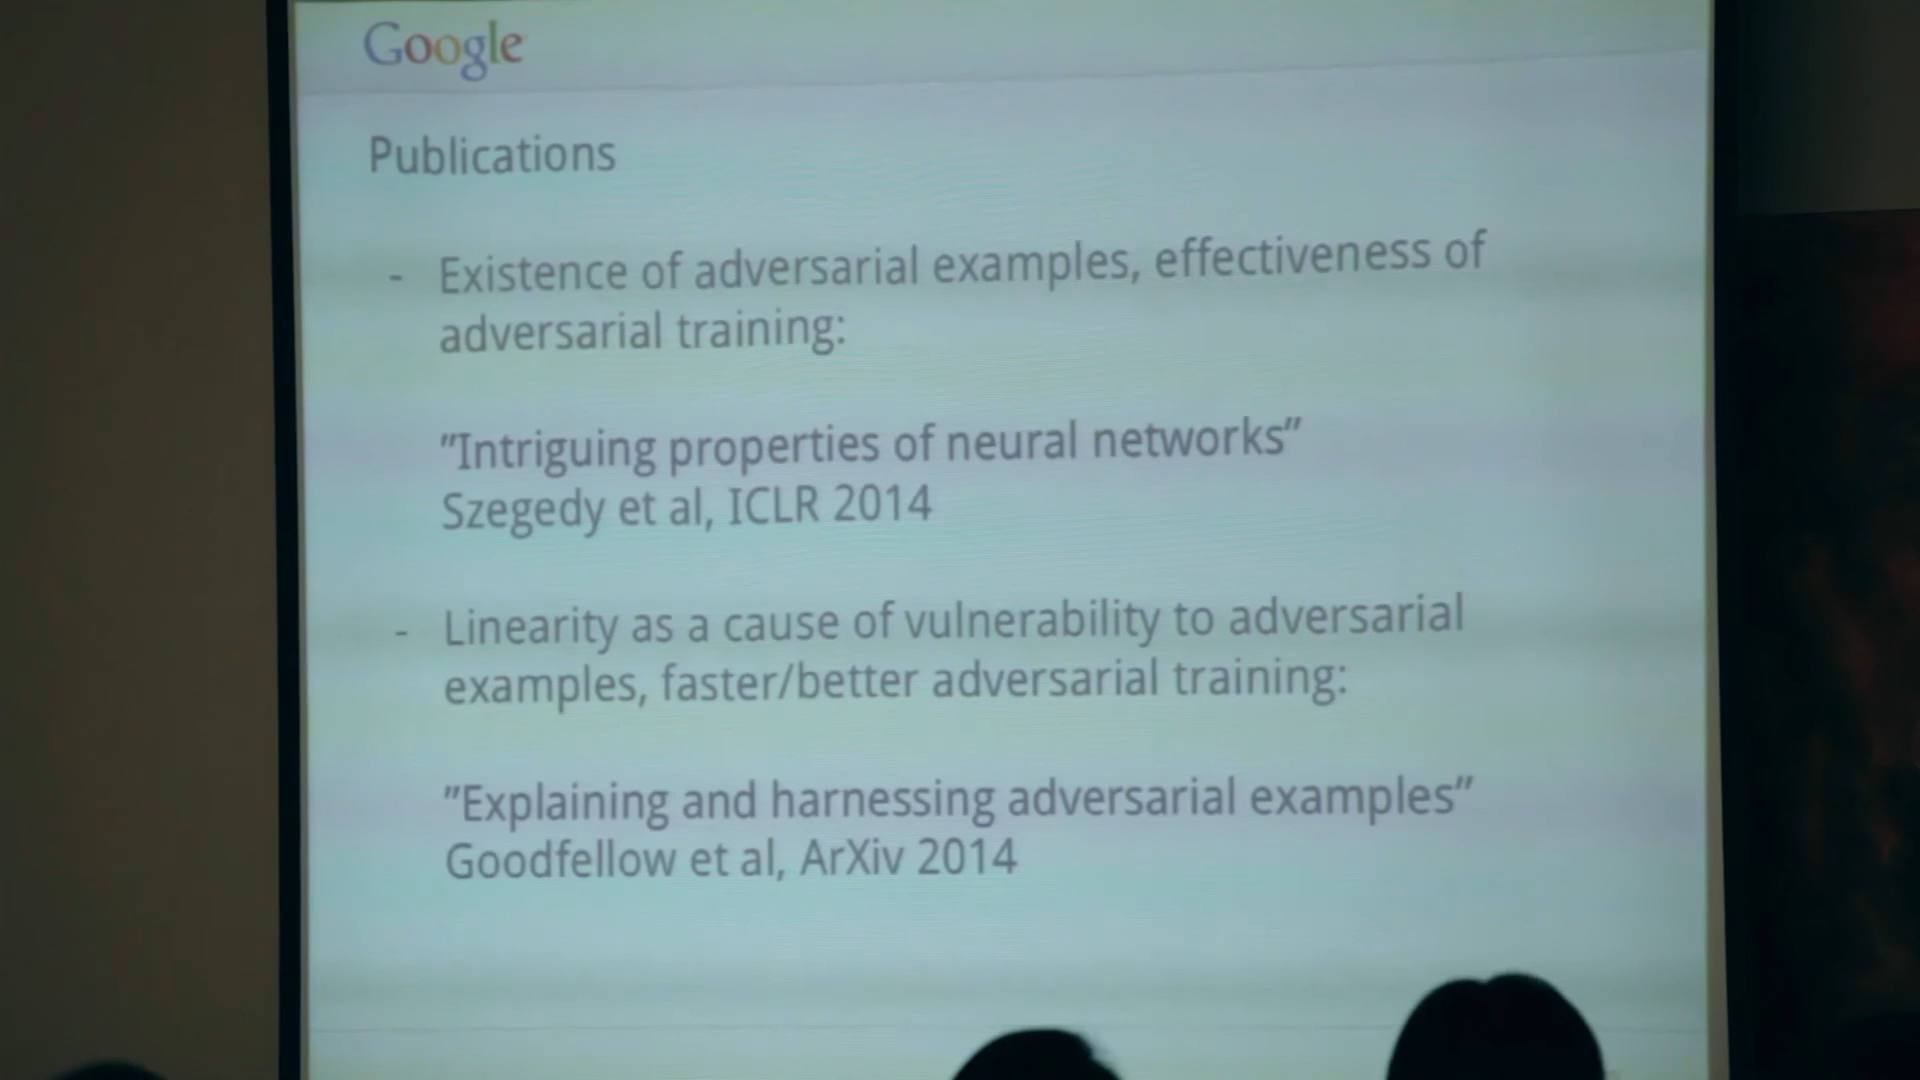 Google
Publications
- Existence of adversarial examples, effectiveness of
adversarial training:
"Intriguing properties of neural networks"
Szegedy et al, ICLR 2014
- Linearity as a cause of vulnerability to adversarial
examples, faster/better adversarial training:
"Explaining and harnessing adversarial examples"
Goodfellow et al, ArXiv 2014